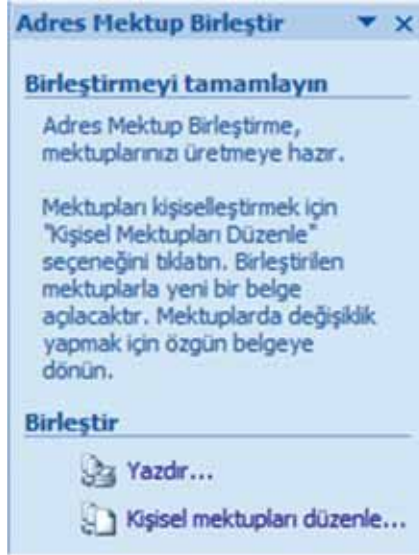 Adres Mektup Birleştir
Birleştirmeyi tamamlayın
Adres Mektup Birleştirme,
mektuplarınızı üretmeye hazır.
Mektupları kişiselleştirmek için
"Kişisel Mektupları Düzenle"
seçeneğini tıklatın. Birleştirilen
mektuplarla yeni bir belge
açılacaktır. Mektuplarda değişiklik
yapmak için özgün belgeye
dönün.
Birleştir
Yazdır...
Kişisel mektupları düzenle...